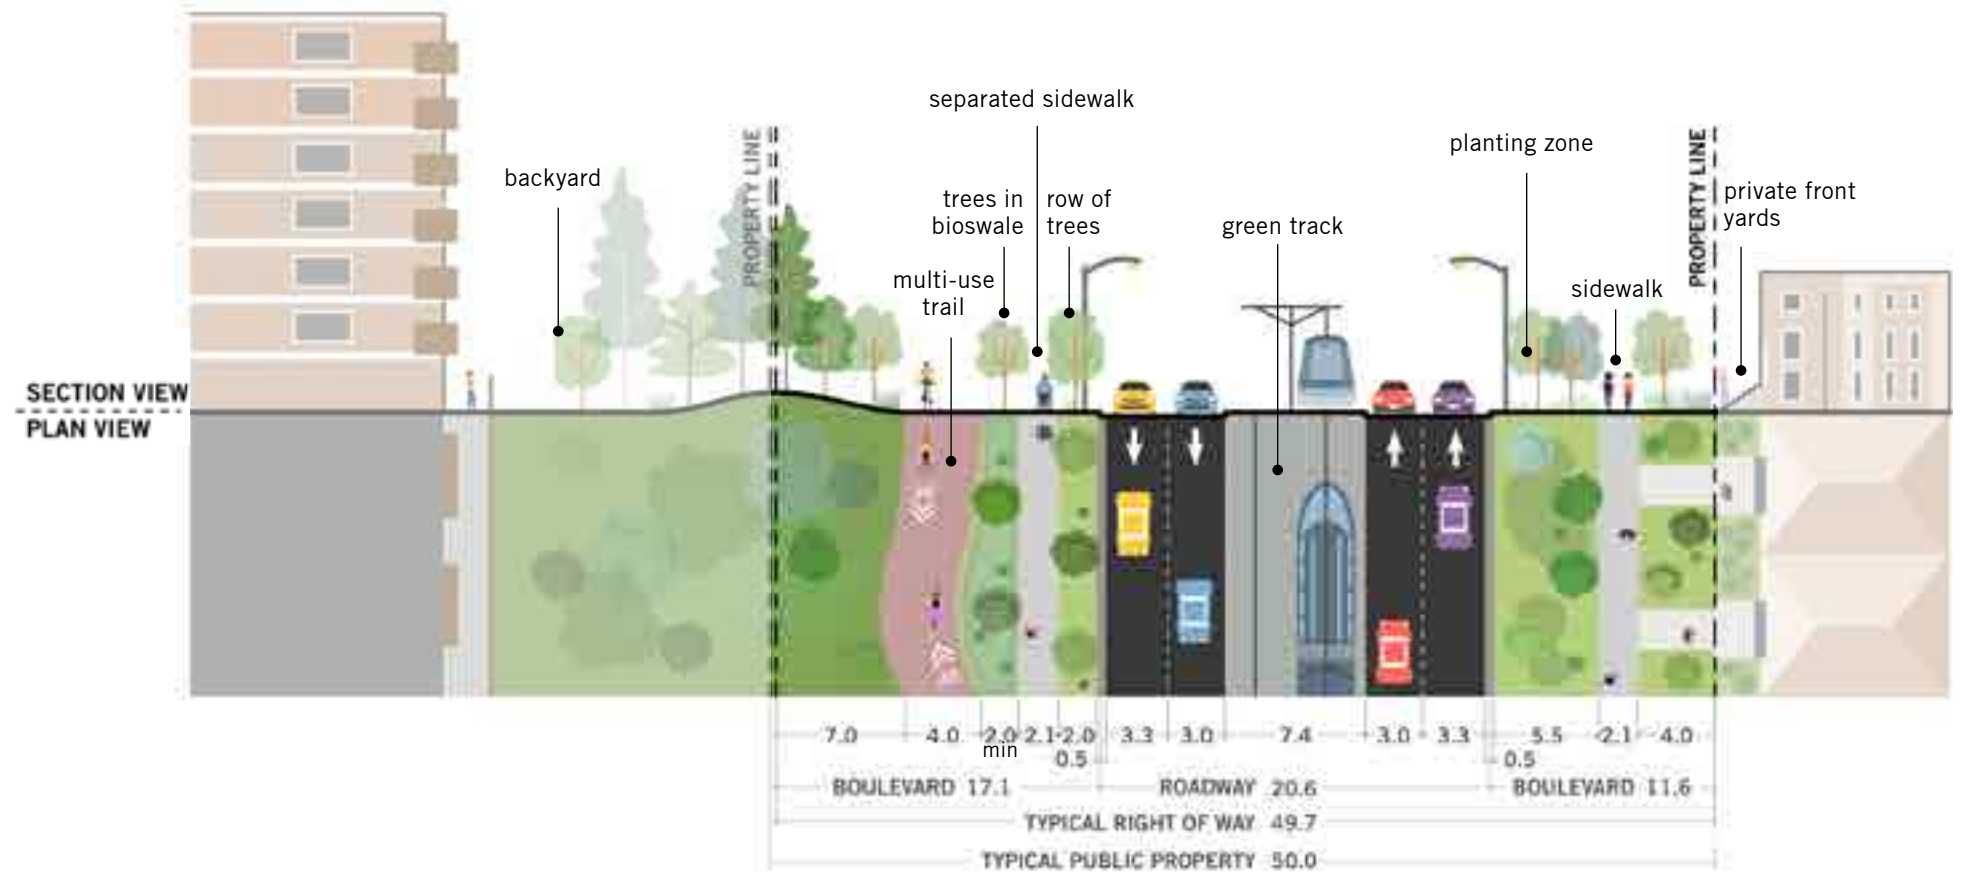 separated sidewalk
PROPERTY LINE
PROPERTY LINE
planting zone
backyard
trees in
bioswale
row of
trees
private front
yards
green track
multi-use
trail
sidewalk
SECTION VIEW
PLAN VIEW
7.0 4.0 2.0 2.1 2.0 3.3 3.0 7.4 3.0 3.3 5.5 2.1 4.0
min
0.5 0.5
BOULEVARD 17.1 ROADWAY 20.6 BOULEVARD 11.6
TYPICAL RIGHT OF WAY 49.7
TYPICAL PUBLIC PROPERTY 50.0